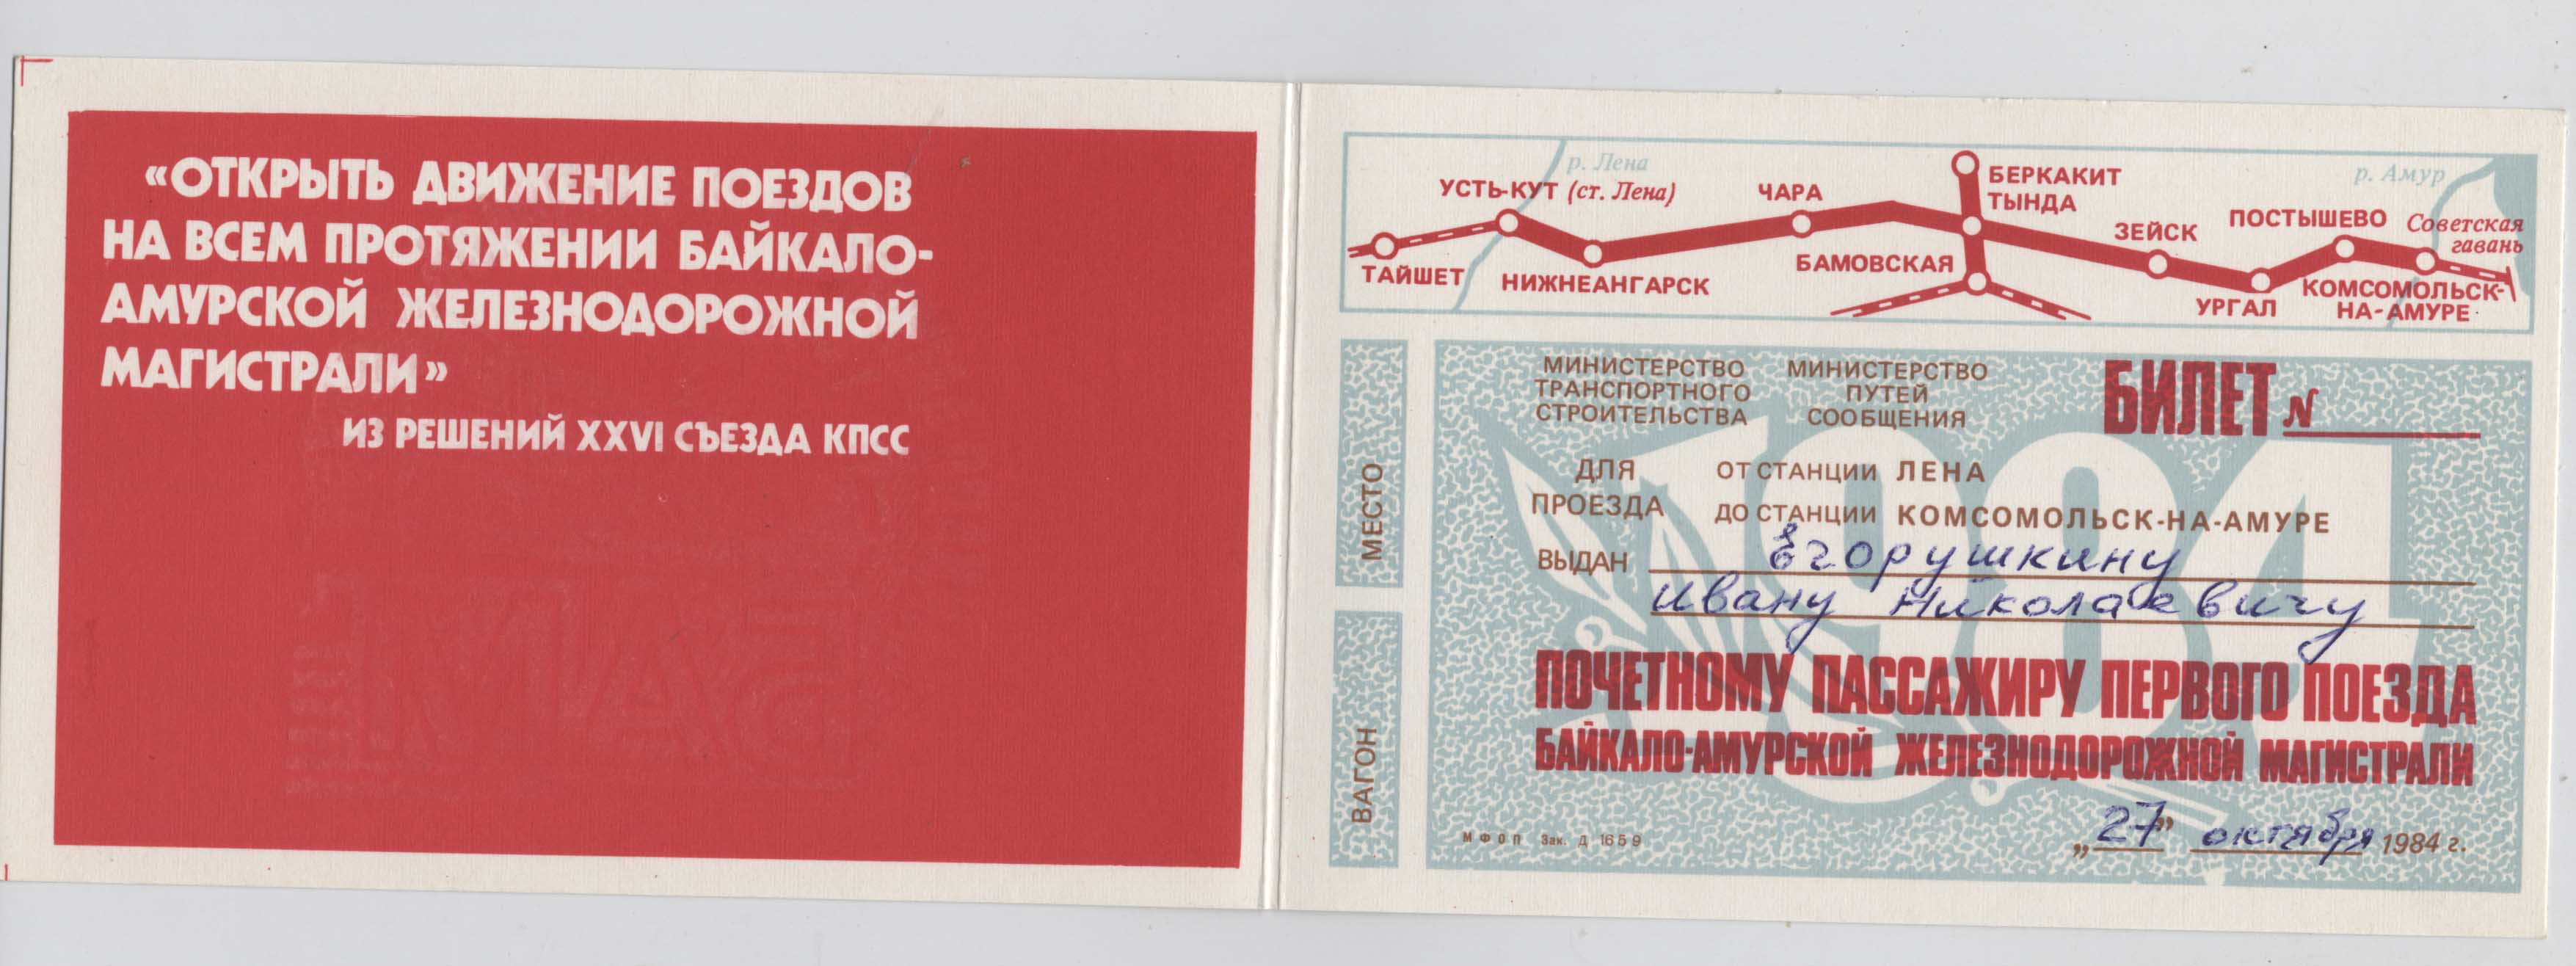 «ОТКРЫТЬ ДВИЖЕНИЕ ПОЕЗДОВ
НА ВСЕМ ПРОТЯЖЕНИИ БАЙКАЛО-
АМУРСКОЙ ЖЕЛЕЗНОДОРОЖНОЙ
МАГИСТРАЛИ»
ИЗ РЕШЕНИЙ XXVI СЪЕЗДА КПСС
р. Лена
р. Амур
УСТЬ-КУТ (ст. Лена)
ЧАРА
БЕРКАКИТ
ТЫНДА
ЗЕЙСК
ПОСТЫШЕВО
Советская
гавань
ТАЙШЕТ
НИЖНЕАНГАРСК
БАМОВСКАЯ
УРГАЛ
КОМСОМОЛЬСК-
НА-АМУРЕ
МЕСТО
ВАГОН
МИНИСТЕРСТВО
ТРАНСПОРТНОГО
СТРОИТЕЛЬСТВА
МИНИСТЕРСТВО
ПУТЕЙ
СООБЩЕНИЯ
БИЛЕТ N
1984
ДЛЯ
ПРОЕЗДА
ОТ СТАНЦИИ ЛЕНА
ДО СТАНЦИИ КОМСОМОЛЬСК-НА-АМУРЕ
ВЫДАН Егорушкину
Ивану Николаевичу
ПОЧЕТНОМУ ПАССАЖИРУ ПЕРВОГО ПОЕЗДА
БАЙКАЛО-АМУРСКОЙ ЖЕЛЕЗНОДОРОЖНОЙ МАГИСТРАЛИ
„27” октября 1984 г.
МФОП Зак. Д 1659